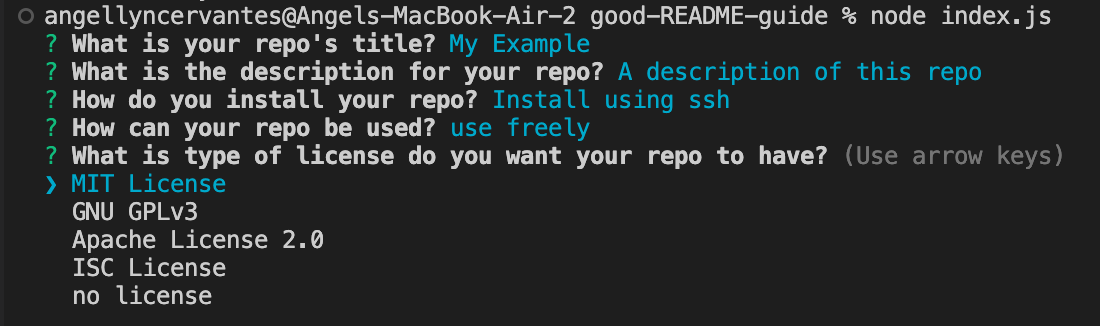 angellyncervantes@Angels-MacBook-Air-2 good-README-guide % node index.js
? What is your repo's title? My Example
? What is the description for your repo? A description of this repo
? How do you install your repo? Install using ssh
? How can your repo be used? use freely
? What is type of license do you want your repo to have? (Use arrow keys)
❯ MIT License
GNU GPLv3
Apache License 2.0
ISC License
no license